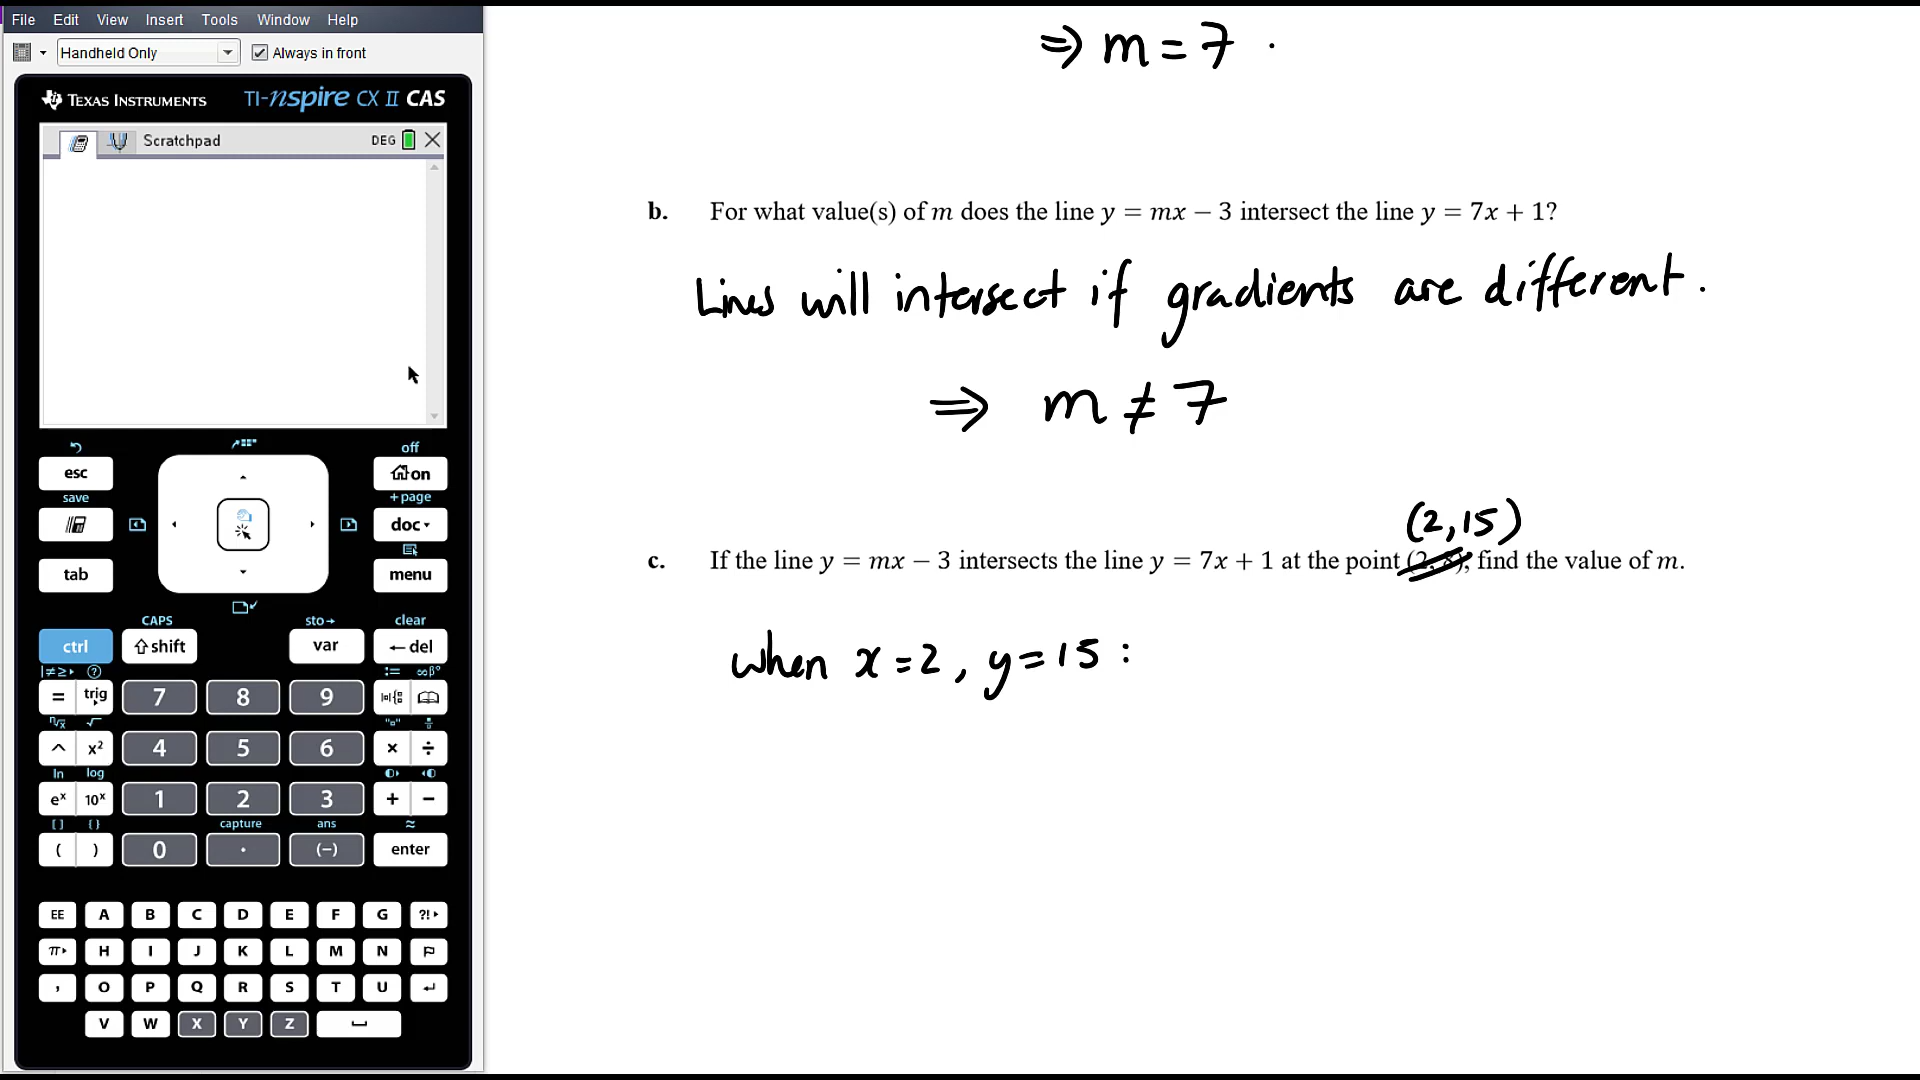 File Edit View Insert Tools Window Help
Handheld Only Always in front
TEXAS INSTRUMENTS TI-nspire CX II CAS
Scratchpad DEG
off
esc on
save + page
doc
tab menu
CAPS sto→ clear
ctrl ⇧shift var ←del
|≠≥▸ := ∞β°
= trig 7 8 9
ⁿ√x √
^ x² 4 5 6 × ÷
ln log
eˣ 10ˣ 1 2 3 + −
[ ] { } capture ans ≈
( ) 0 . (−) enter
EE A B C D E F G ?!▸
π▸ H I J K L M N
, O P Q R S T U
V W X Y Z
⇒ m = 7 .
b. For what value(s) of m does the line y = mx − 3 intersect the line y = 7x + 1?
Lines will intersect if gradients are different.
⇒ m ≠ 7
(2,15)
c. If the line y = mx − 3 intersects the line y = 7x + 1 at the point (2, 8), find the value of m.
when x = 2, y = 15 :